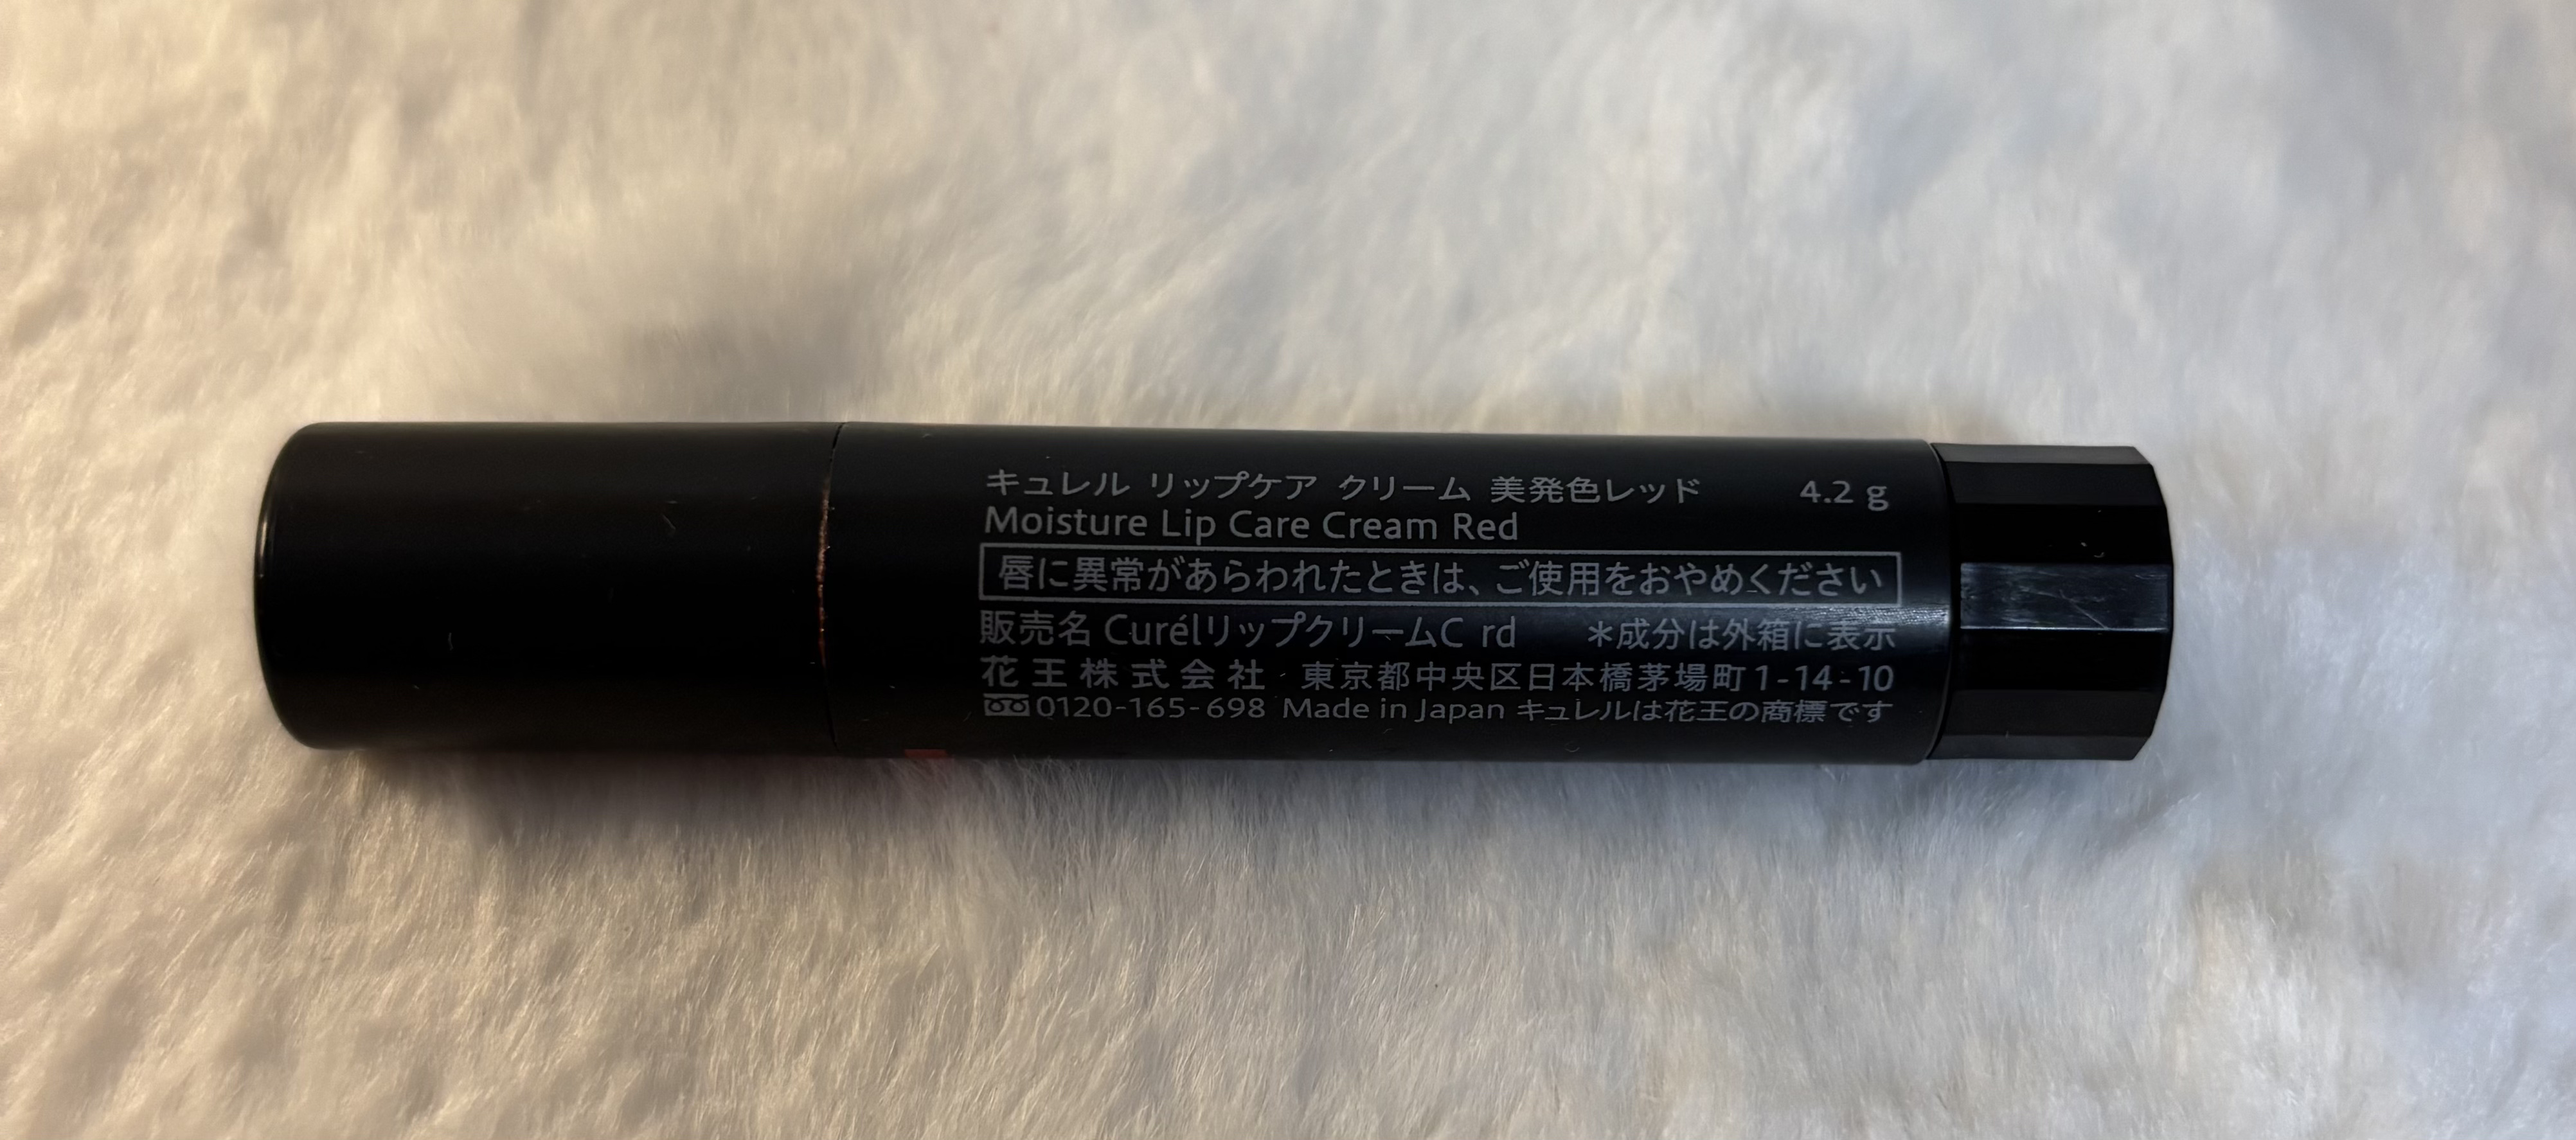 キュレル リップケア クリーム 美発色レッド 4.2 g
Moisture Lip Care Cream Red
唇に異常があらわれたときは、ご使用をおやめください
販売名 Curélリップクリームc rd ＊成分は外箱に表示
花王株式会社 東京都中央区日本橋茅場町1-14-10
0120-165-698 Made in Japan キュレルは花王の商標です